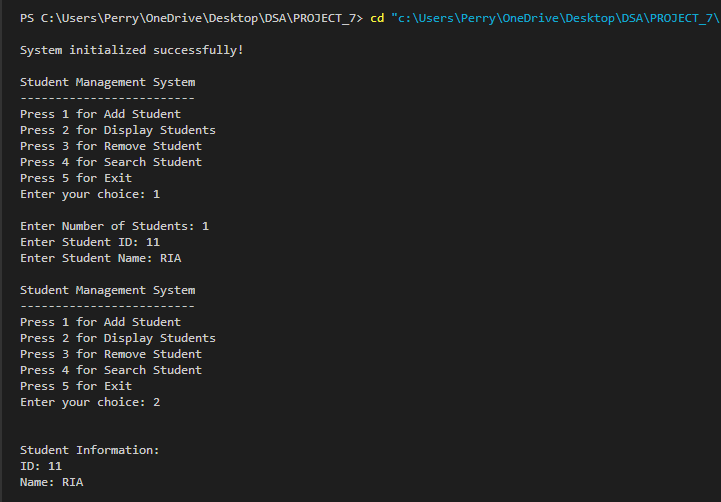 PS C:\Users\Perry\OneDrive\Desktop\DSA\PROJECT_7> cd "c:\Users\Perry\OneDrive\Desktop\DSA\PROJECT_7\
System initialized successfully!
Student Management System
-------------------------
Press 1 for Add Student
Press 2 for Display Students
Press 3 for Remove Student
Press 4 for Search Student
Press 5 for Exit
Enter your choice: 1
Enter Number of Students: 1
Enter Student ID: 11
Enter Student Name: RIA
Student Management System
-------------------------
Press 1 for Add Student
Press 2 for Display Students
Press 3 for Remove Student
Press 4 for Search Student
Press 5 for Exit
Enter your choice: 2
Student Information:
ID: 11
Name: RIA